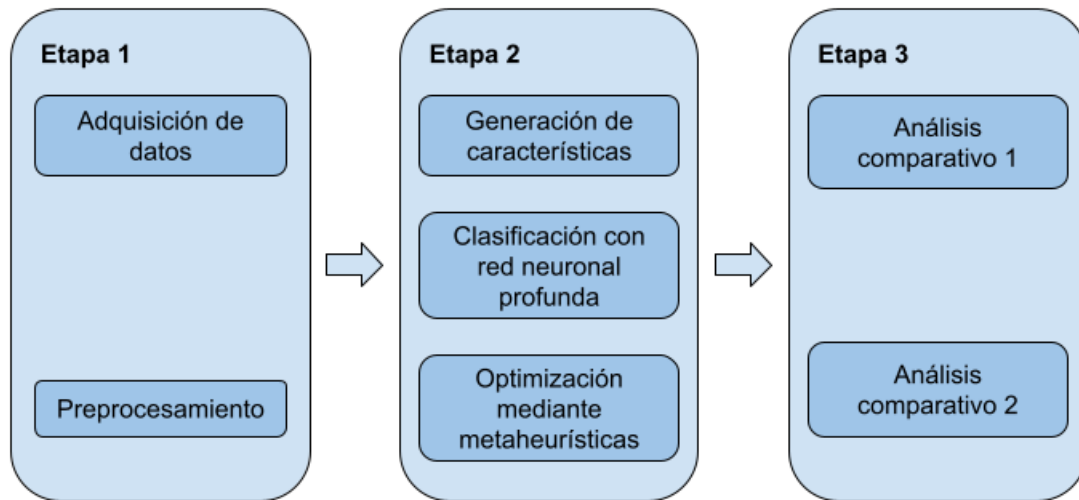 Etapa 1
Adquisición de
datos
Preprocesamiento
Etapa 2
Generación de
características
Clasificación con
red neuronal
profunda
Optimización
mediante
metaheurísticas
Etapa 3
Análisis
comparativo 1
Análisis
comparativo 2